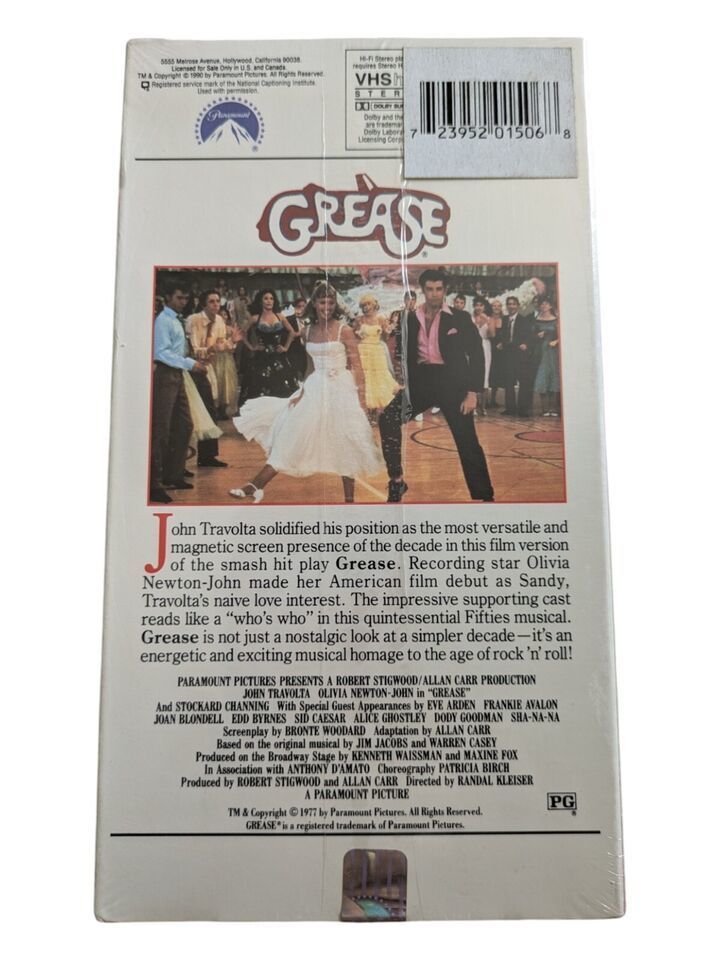 5555 Melrose Avenue, Hollywood, California 90038.
Licensed for Sale Only in U.S. and Canada.
TM & Copyright © 1990 by Paramount Pictures. All Rights Reserved.
Registered service mark of the National Captioning Institute.
Used with permission.
Paramount
Hi-Fi Stereo
requires Stereo
VHS
STER
DOLBY
Dolby and the
are
Dolby
Licensing
7 23952 01506 8
GREASE®
John Travolta solidified his position as the most versatile and
magnetic screen presence of the decade in this film version
of the smash hit play Grease. Recording star Olivia
Newton-John made her American film debut as Sandy,
Travolta's naive love interest. The impressive supporting cast
reads like a “who's who” in this quintessential Fifties musical.
Grease is not just a nostalgic look at a simpler decade—it's an
energetic and exciting musical homage to the age of rock 'n' roll!
PARAMOUNT PICTURES PRESENTS A ROBERT STIGWOOD/ALLAN CARR PRODUCTION
JOHN TRAVOLTA OLIVIA NEWTON-JOHN in “GREASE”
And STOCKARD CHANNING With Special Guest Appearances by EVE ARDEN FRANKIE AVALON
JOAN BLONDELL EDD BYRNES SID CAESAR ALICE GHOSTLEY DODY GOODMAN SHA-NA-NA
Screenplay by BRONTE WOODARD Adaptation by ALLAN CARR
Based on the original musical by JIM JACOBS and WARREN CASEY
Produced on the Broadway Stage by KENNETH WAISSMAN and MAXINE FOX
In Association with ANTHONY D'AMATO Choreography PATRICIA BIRCH
Produced by ROBERT STIGWOOD and ALLAN CARR Directed by RANDAL KLEISER
A PARAMOUNT PICTURE
PG
TM & Copyright © 1977 by Paramount Pictures. All Rights Reserved.
GREASE® is a registered trademark of Paramount Pictures.